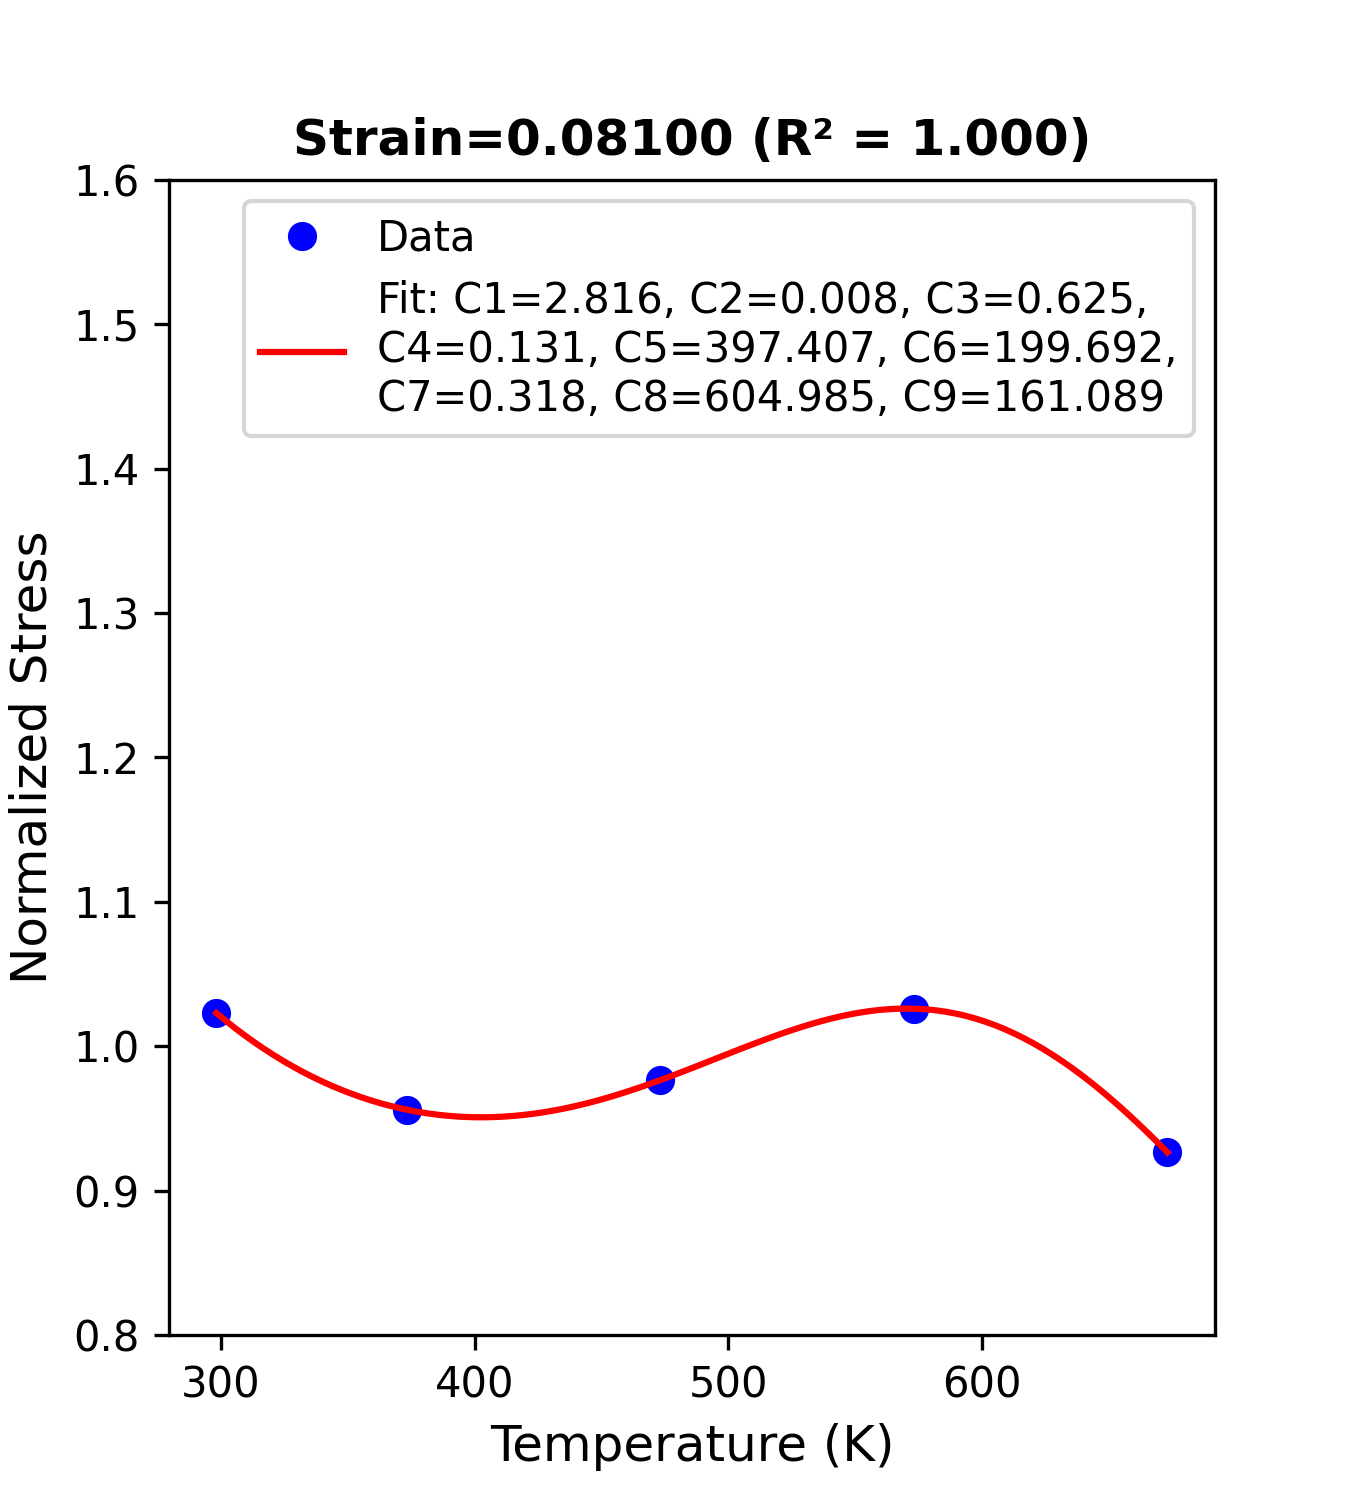 Strain=0.08100 (R² = 1.000)
1.6
1.5
1.4
1.3
1.2
1.1
1.0
0.9
0.8
Normalized Stress
Data
Fit: C1=2.816, C2=0.008, C3=0.625,
C4=0.131, C5=397.407, C6=199.692,
C7=0.318, C8=604.985, C9=161.089
300 400 500 600
Temperature (K)